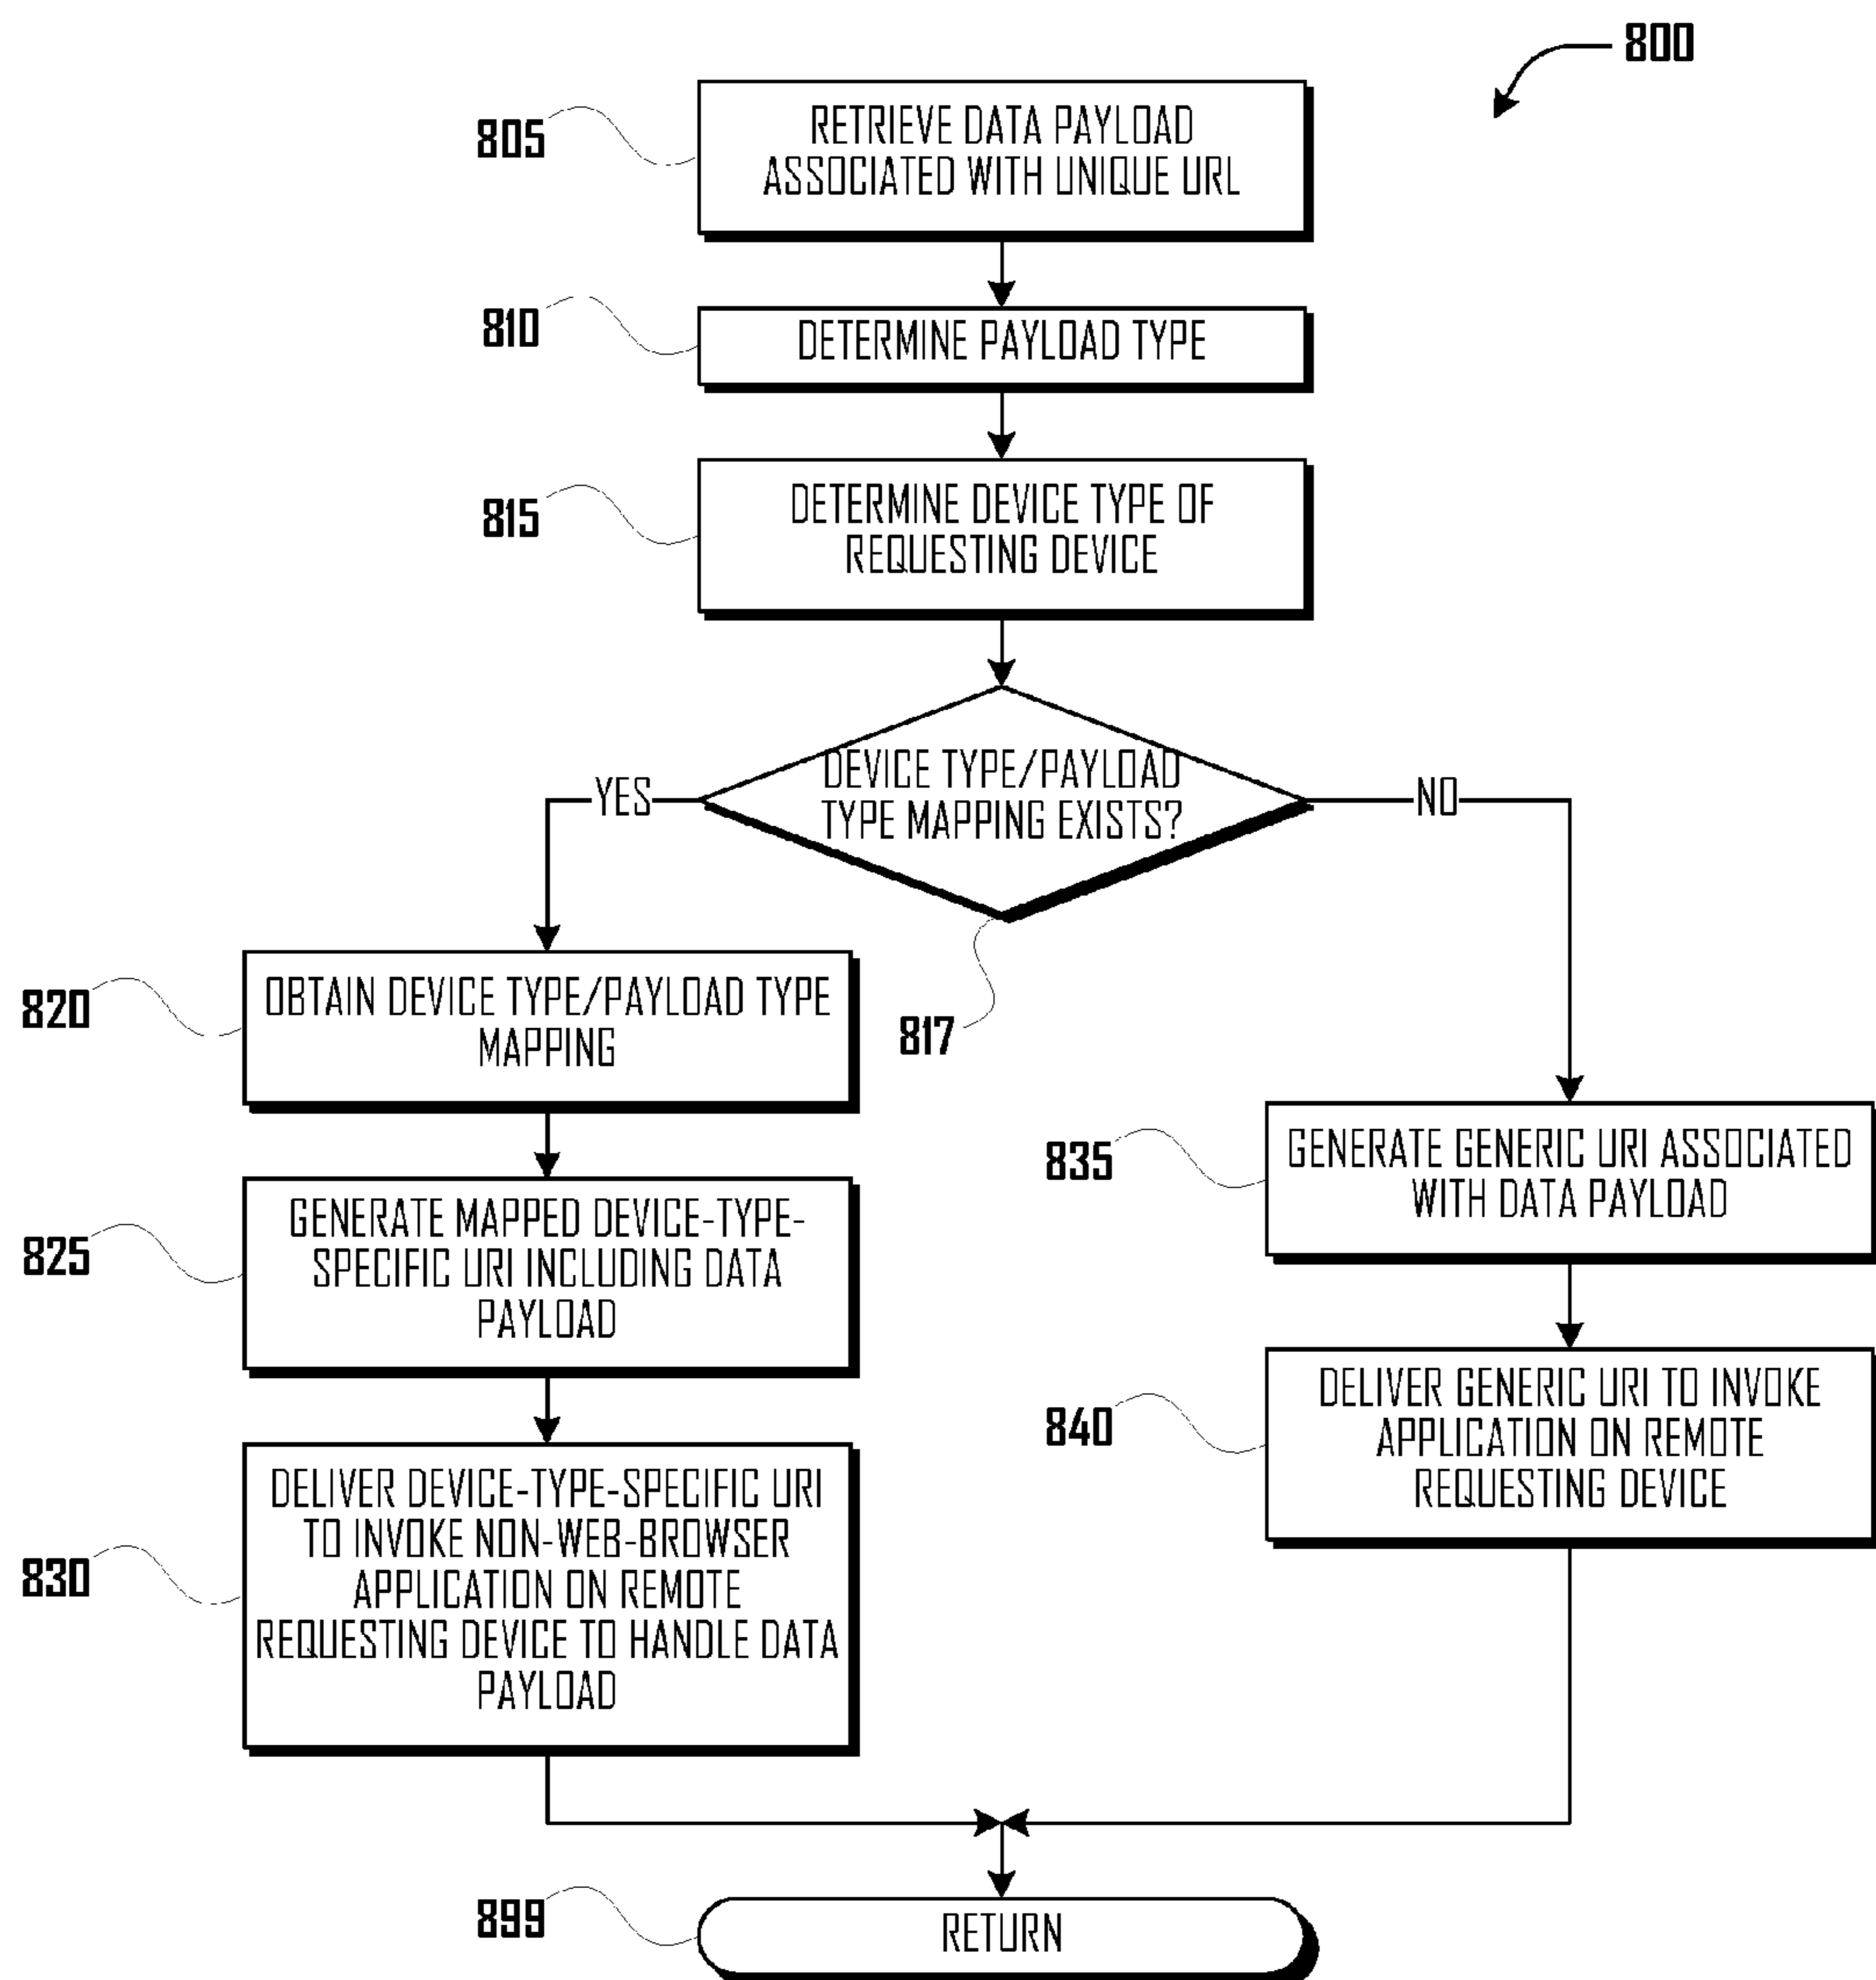 800
805
RETRIEVE DATA PAYLOAD
ASSOCIATED WITH UNIQUE URL
810
DETERMINE PAYLOAD TYPE
815
DETERMINE DEVICE TYPE OF
REQUESTING DEVICE
DEVICE TYPE/PAYLOAD
TYPE MAPPING EXISTS?
YES
NO
817
820
OBTAIN DEVICE TYPE/PAYLOAD TYPE
MAPPING
825
GENERATE MAPPED DEVICE-TYPE-
SPECIFIC URI INCLUDING DATA
PAYLOAD
830
DELIVER DEVICE-TYPE-SPECIFIC URI
TO INVOKE NON-WEB-BROWSER
APPLICATION ON REMOTE
REQUESTING DEVICE TO HANDLE DATA
PAYLOAD
835
GENERATE GENERIC URI ASSOCIATED
WITH DATA PAYLOAD
840
DELIVER GENERIC URI TO INVOKE
APPLICATION ON REMOTE
REQUESTING DEVICE
899
RETURN